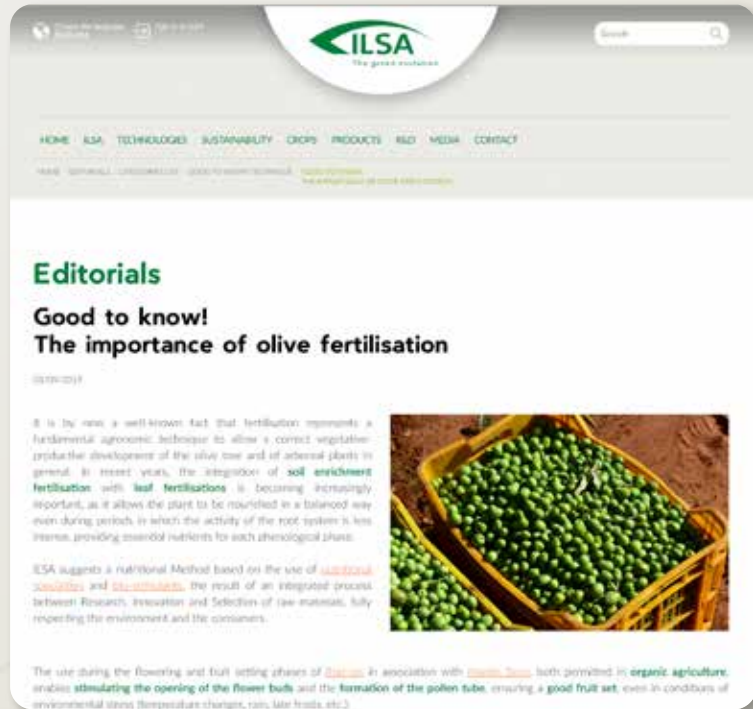 ILSA
The green evolution
Search
HOME ILSA TECHNOLOGIES SUSTAINABILITY CROPS PRODUCTS R&D MEDIA CONTACT
HOME EDITORIALS GOOD TO KNOW TECHNIQUE
Editorials
Good to know!
The importance of olive fertilisation
It is by now a well-known fact that fertilisation represents a
fundamental agronomic technique to allow a correct vegetative-
productive development of the olive tree and of arboreal plants in
general. In recent years, the integration of soil enrichment
fertilisation with leaf fertilisations is becoming increasingly
important, as it allows the plant to be nourished in a balanced way
even during periods in which the activity of the root system is less
intense, providing essential nutrients for each phenological phase.
ILSA suggests a nutritional Method based on the use of nutritional
specialties and bio-stimulants, the result of an integrated process
between Research, Innovation and Selection of raw materials, fully
respecting the environment and the consumers.
The use during the flowering and fruit setting phases of in association with both permitted in organic agriculture,
enables stimulating the opening of the flower buds and the formation of the pollen tube, ensuring a good fruit set, even in conditions of
environmental stress (temperature changes, rain, late frosts, etc.).